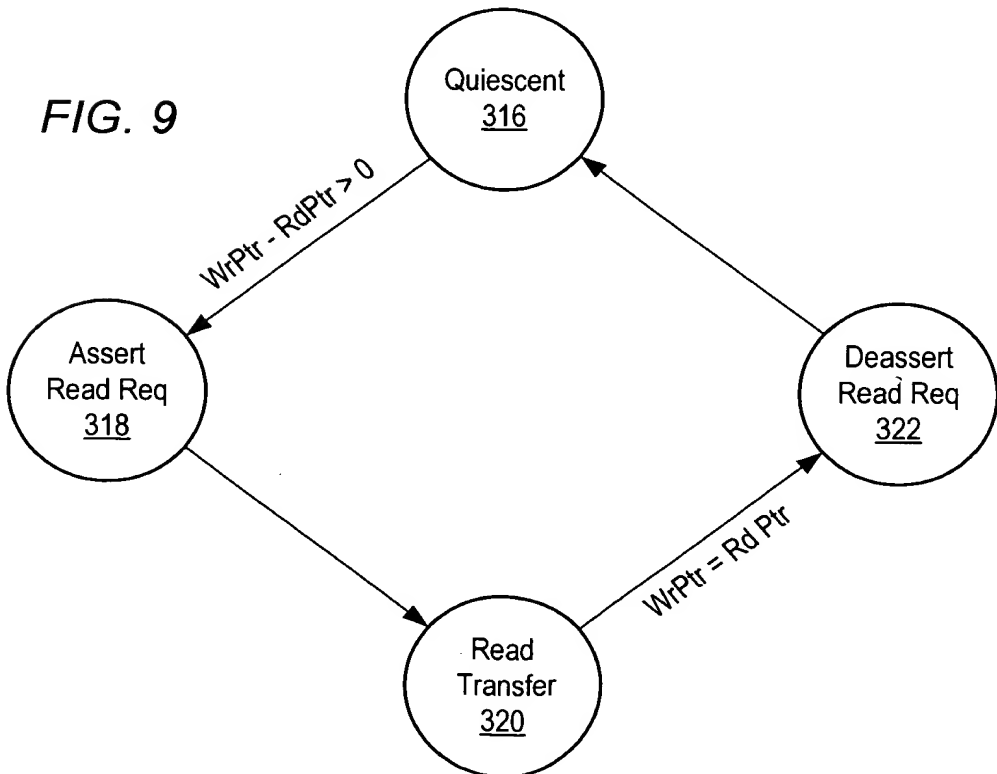 FIG. 9
Quiescent
316
WrPtr - RdPtr > 0
Assert
Read Req
318
Deassert
Read Req
322
WrPtr = Rd Ptr
Read
Transfer
320